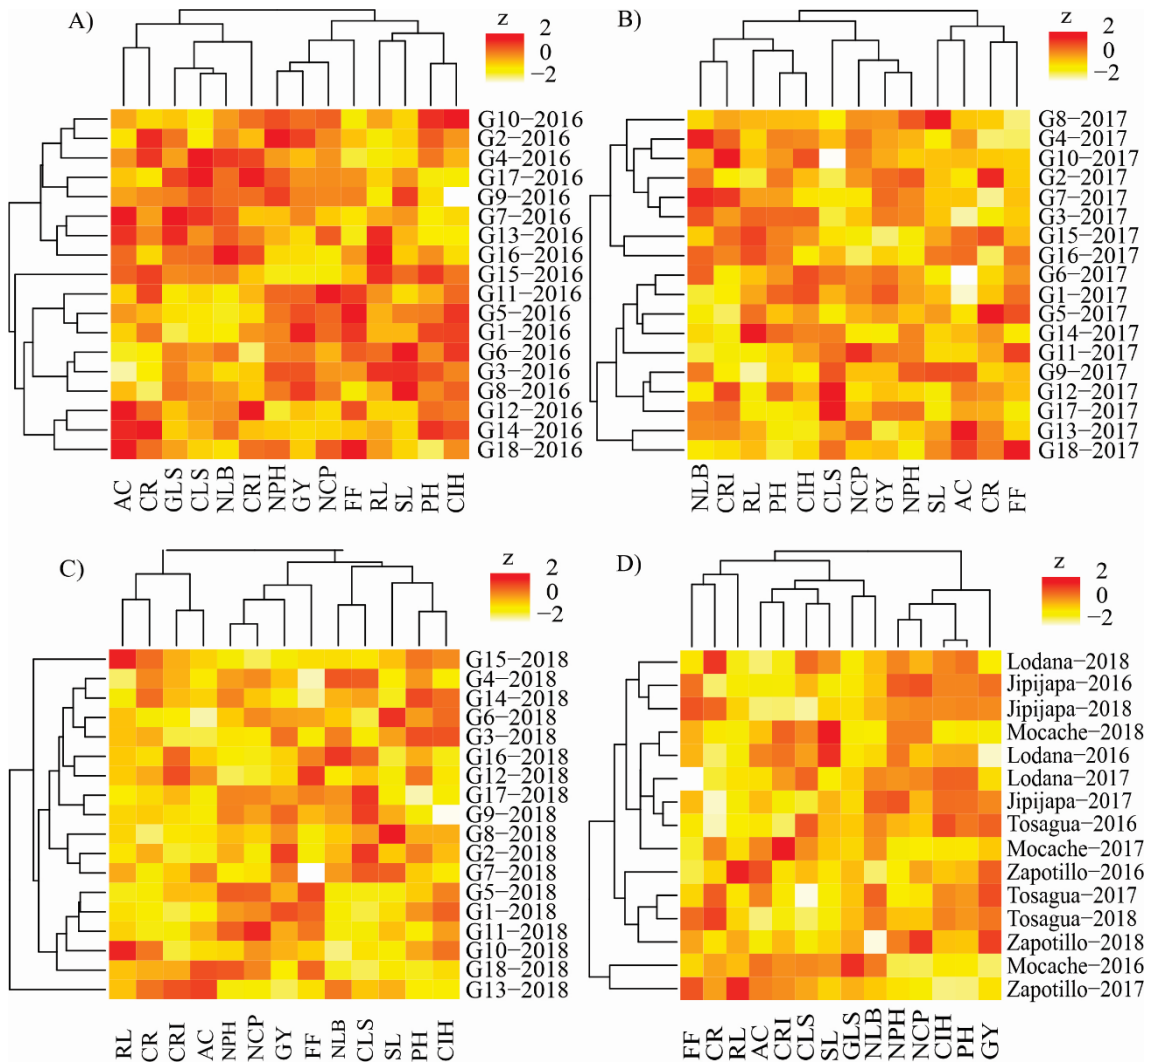 A)
z
2
0
−2
G10−2016
G2−2016
G4−2016
G17−2016
G9−2016
G7−2016
G13−2016
G16−2016
G15−2016
G11−2016
G5−2016
G1−2016
G6−2016
G3−2016
G8−2016
G12−2016
G14−2016
G18−2016
AC CR GLS CLS NLB CRI NPH GY NCP FF RL SL PH CIH
B)
z
2
0
−2
G8−2017
G4−2017
G10−2017
G2−2017
G7−2017
G3−2017
G15−2017
G16−2017
G6−2017
G1−2017
G5−2017
G14−2017
G11−2017
G9−2017
G12−2017
G17−2017
G13−2017
G18−2017
NLB CRI RL PH CIH CLS NCP GY NPH SL AC CR FF
C)
z
2
0
−2
G15−2018
G4−2018
G14−2018
G6−2018
G3−2018
G16−2018
G12−2018
G17−2018
G9−2018
G8−2018
G2−2018
G7−2018
G5−2018
G1−2018
G11−2018
G10−2018
G18−2018
G13−2018
RL CR CRI AC NPH NCP GY FF NLB CLS SL PH CIH
D)
z
2
0
−2
Lodana−2018
Jipijapa−2016
Jipijapa−2018
Mocache−2018
Lodana−2016
Lodana−2017
Jipijapa−2017
Tosagua−2016
Mocache−2017
Zapotillo−2016
Tosagua−2017
Tosagua−2018
Zapotillo−2018
Mocache−2016
Zapotillo−2017
FF CR RL AC CRI CLS SL GLS NLB NPH NCP CIH PH GY